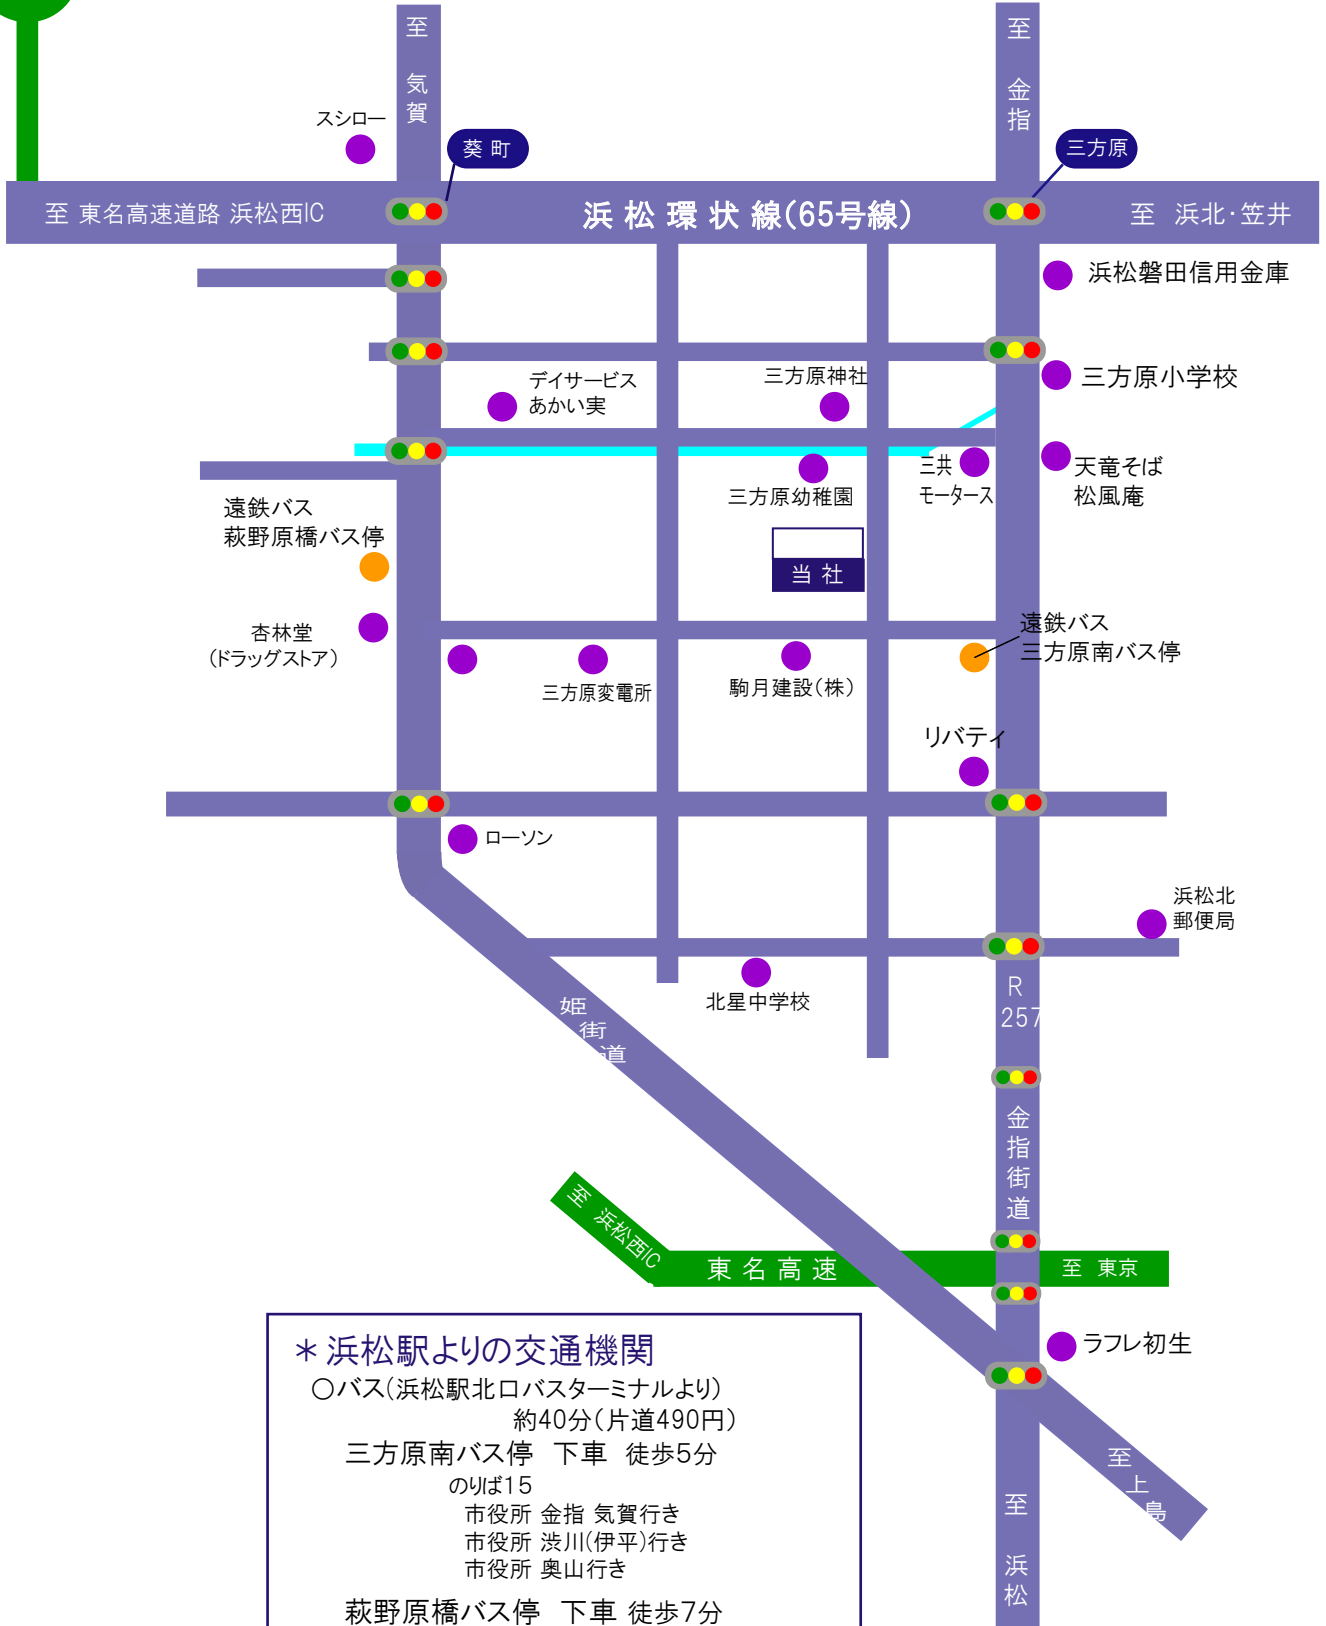 至 気賀
至 金指
スシロー
葵 町
三方原
至 東名高速道路 浜松西IC
浜 松 環 状 線(65号線)
至 浜北・笠井
浜松磐田信用金庫
デイサービス
あかい実
三方原神社
三方原小学校
三方原幼稚園
三共
モータース
天竜そば
松風庵
遠鉄バス
萩野原橋バス停
当 社
杏林堂
(ドラッグストア)
遠鉄バス
三方原南バス停
三方原変電所
駒月建設(株)
リバティ
ローソン
浜松北
郵便局
北星中学校
R
257
姫街道
金指街道
至 浜松西IC
東 名 高 速
至 東京
ラフレ初生
至上島
至 浜松
＊浜松駅よりの交通機関
○バス(浜松駅北口バスターミナルより)
約40分(片道490円)
三方原南バス停 下車 徒歩5分
のりば15
市役所 金指 気賀行き
市役所 渋川(伊平)行き
市役所 奥山行き
萩野原橋バス停 下車 徒歩7分